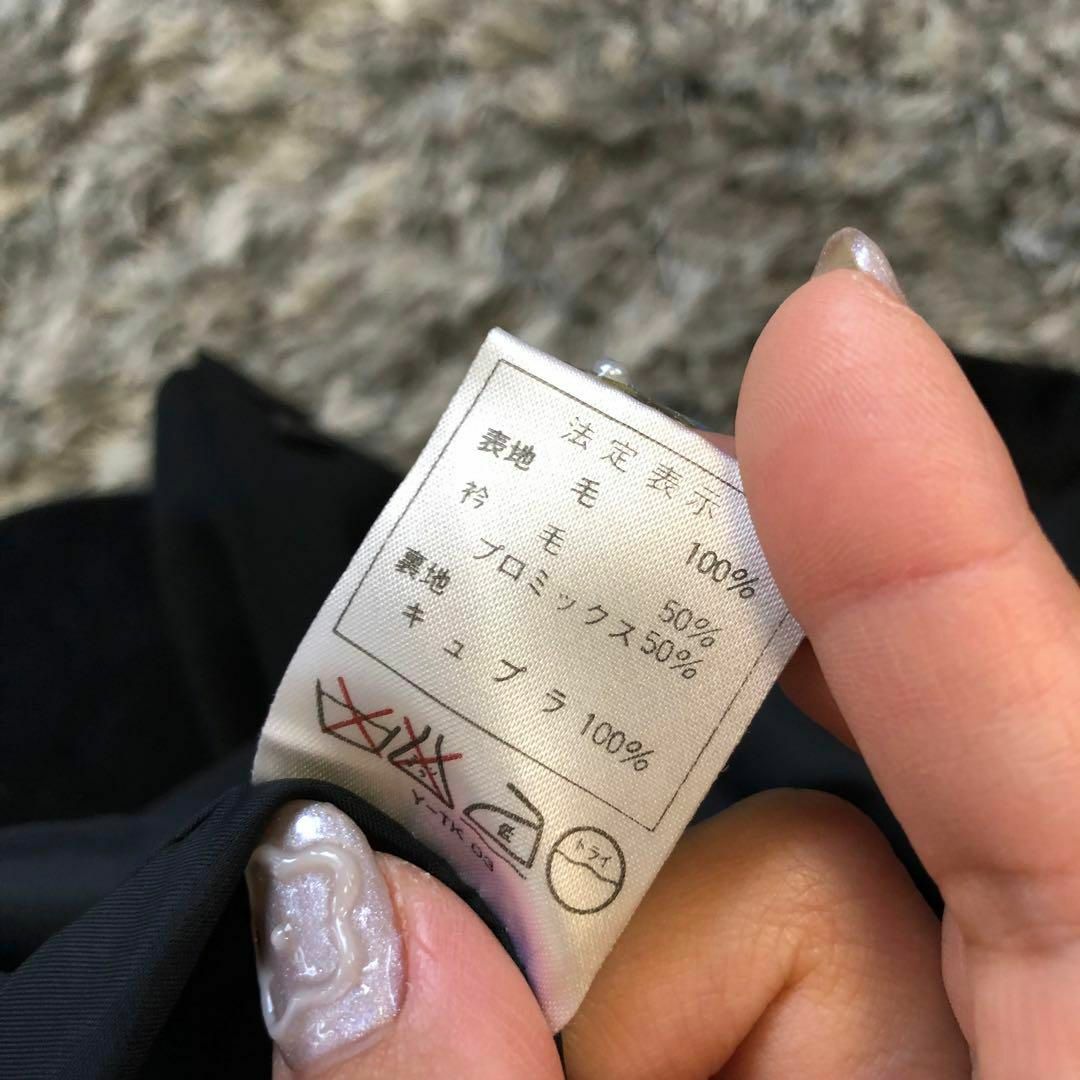 法定表示
表地 毛 100%
衿 毛 50%
プロミックス 50%
裏地
キュプラ 100%
低
ドライ
Y-TK 03